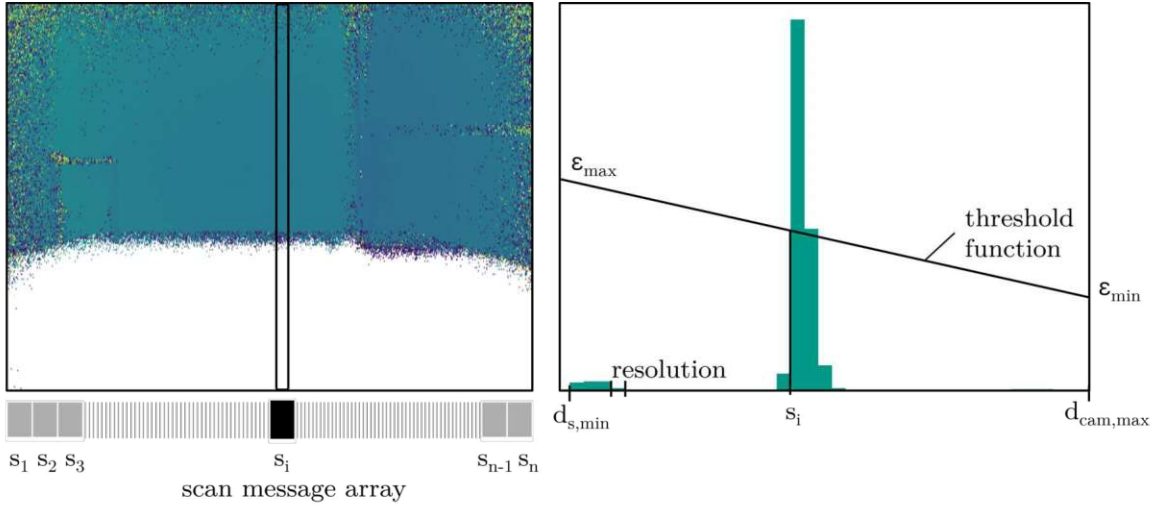 s1 s2 s3 si sn-1 sn
scan message array
εmax
threshold
function
εmin
resolution
ds,min si dcam,max